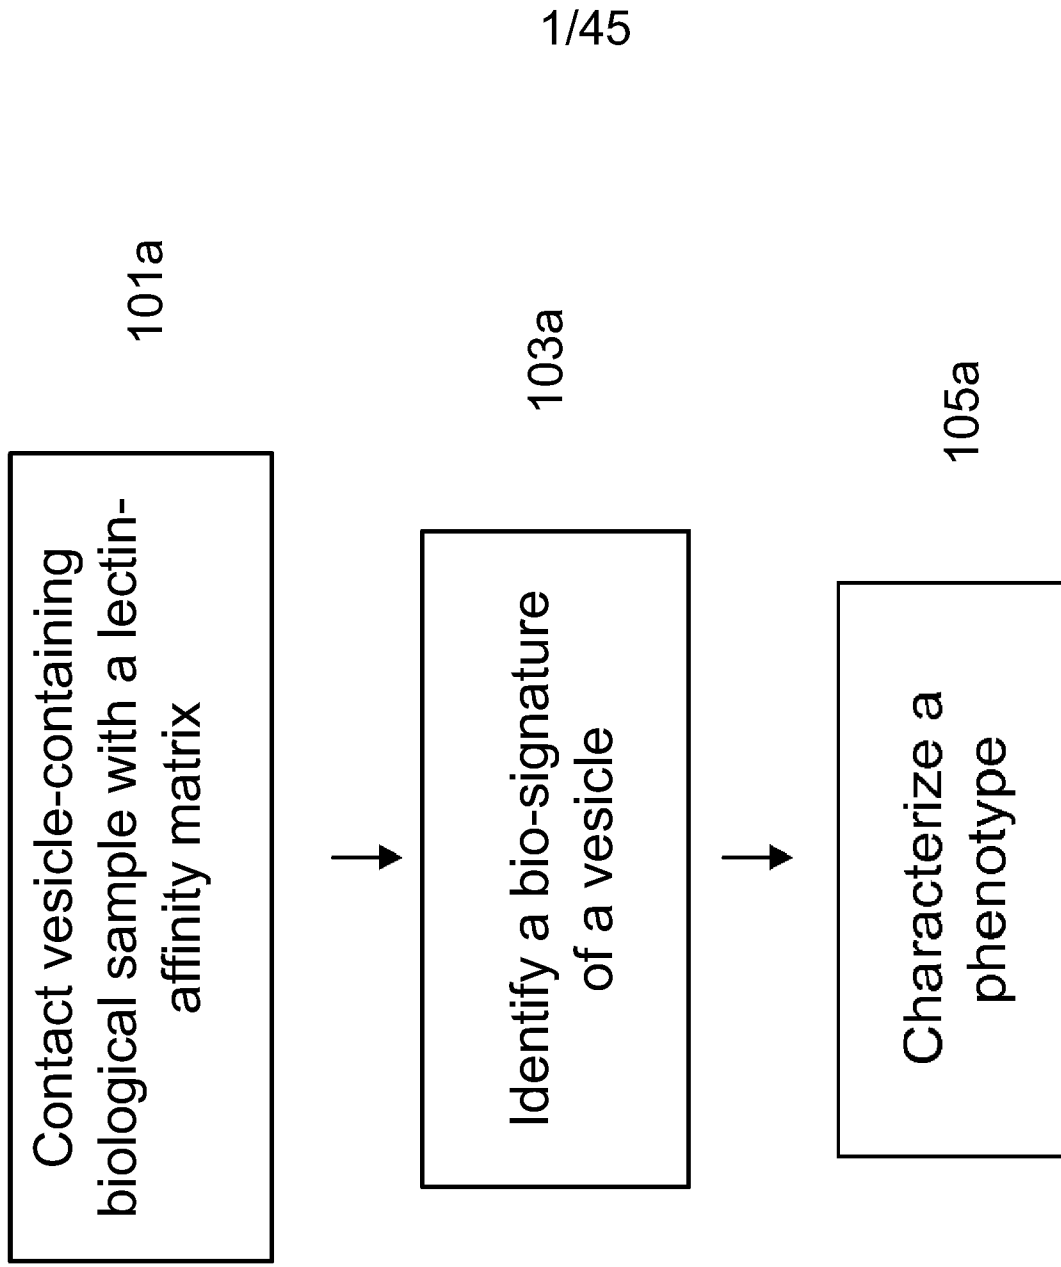 1/45
Contact vesicle-containing
biological sample with a lectin-
affinity matrix
101a
Identify a bio-signature
of a vesicle
103a
Characterize a
phenotype
105a